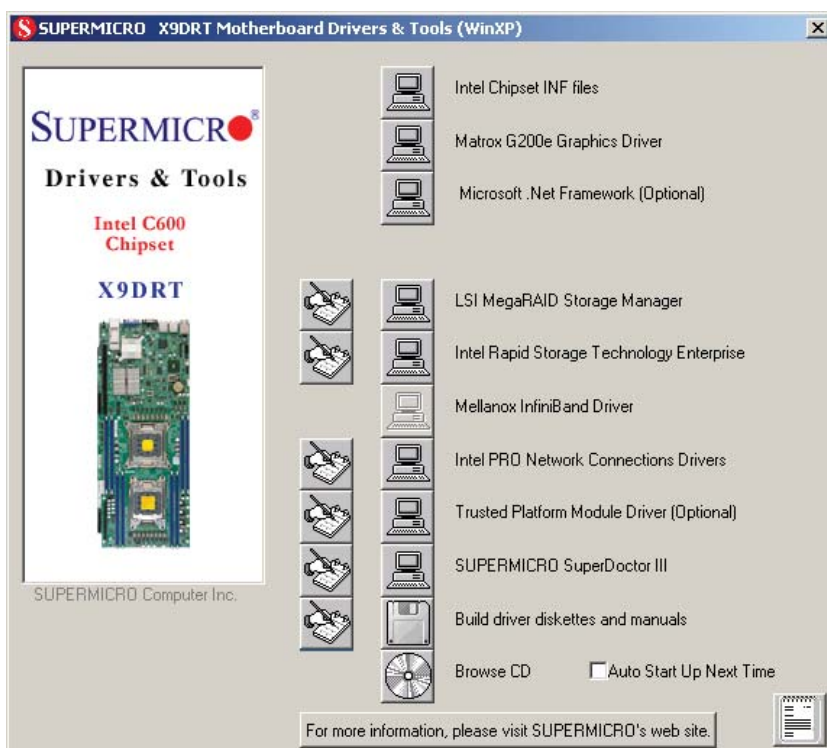 SUPERMICRO X9DRT Motherboard Drivers & Tools (WinXP)
SUPERMICRO®
Drivers & Tools
Intel C600
Chipset
X9DRT
SUPERMICRO Computer Inc.
Intel Chipset INF files
Matrox G200e Graphics Driver
Microsoft .Net Framework (Optional)
LSI MegaRAID Storage Manager
Intel Rapid Storage Technology Enterprise
Mellanox InfiniBand Driver
Intel PRO Network Connections Drivers
Trusted Platform Module Driver (Optional)
SUPERMICRO SuperDoctor III
Build driver diskettes and manuals
Browse CD Auto Start Up Next Time
For more information, please visit SUPERMICRO's web site.